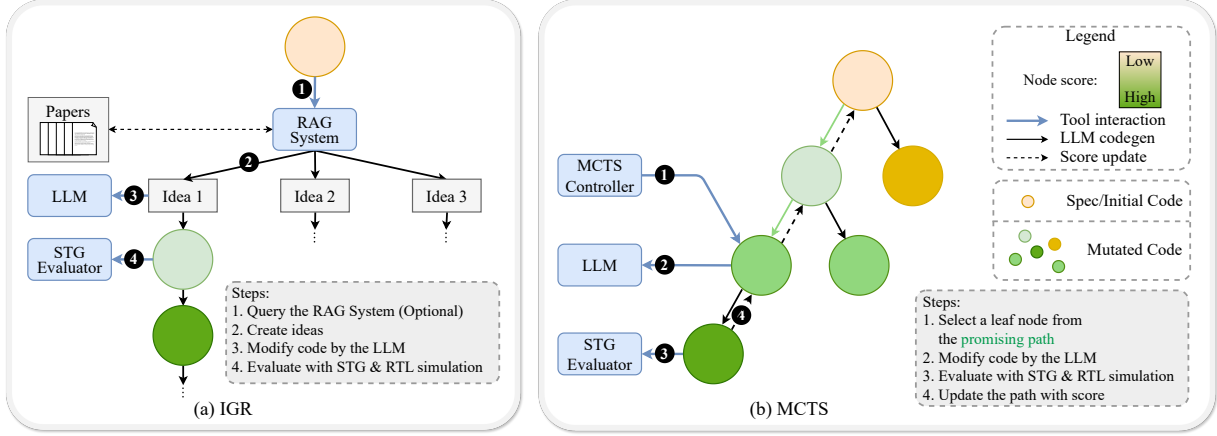 1
Papers
RAG
System
2
LLM
3
Idea 1
Idea 2
Idea 3
STG
Evaluator
4
Steps:
1. Query the RAG System (Optional)
2. Create ideas
3. Modify code by the LLM
4. Evaluate with STG & RTL simulation
(a) IGR
MCTS
Controller
1
LLM
2
4
STG
Evaluator
3
(b) MCTS
Legend
Node score:
Low
High
Tool interaction
LLM codegen
Score update
Spec/Initial Code
Mutated Code
Steps:
1. Select a leaf node from
the promising path
2. Modify code by the LLM
3. Evaluate with STG & RTL simulation
4. Update the path with score